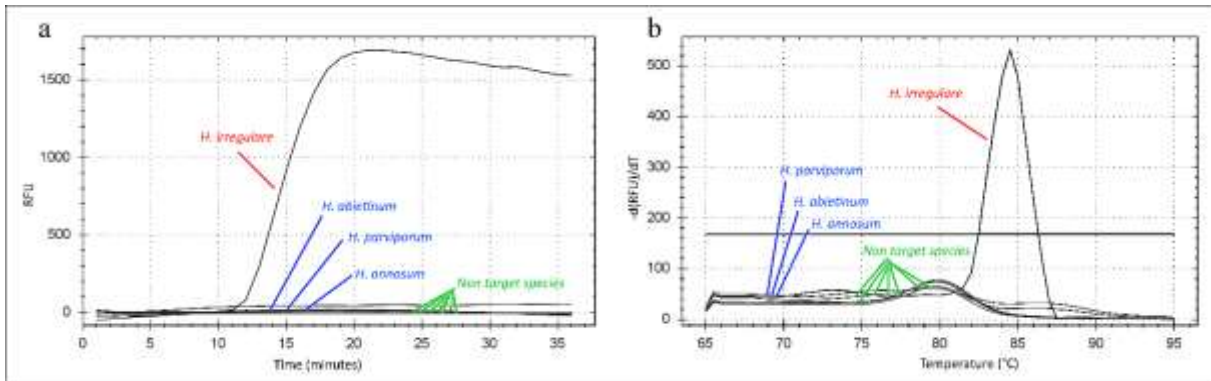 a
RFU
1500
1000
500
0
H. irregulare
H. abietinum
H. parviporum
H. annosum
Non target species
0 5 10 15 20 25 30 35
Time (minutes)
b
-d(RFU)/dT
500
400
300
200
100
0
H. irregulare
H. parviporum
H. abietinum
H. annosum
Non target species
65 70 75 80 85 90 95
Temperature (°C)